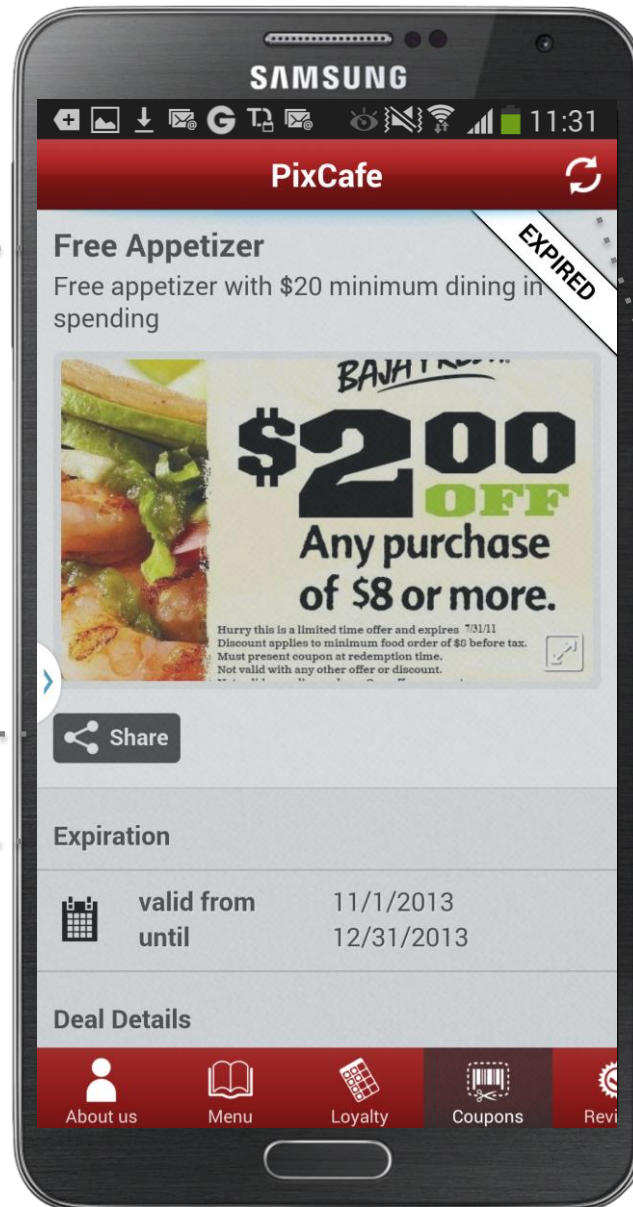 SAMSUNG
11:31
PixCafe
EXPIRED
Free Appetizer
Free appetizer with $20 minimum dining in
spending
BAJA
$2.00
OFF
Any purchase
of $8 or more.
Hurry this is a limited time offer and expires 7/31/11
Discount applies to minimum food order of $8 before tax.
Must present coupon at redemption time.
Not valid with any other offer or discount.
Share
Expiration
valid from 11/1/2013
until 12/31/2013
Deal Details
About us Menu Loyalty Coupons Revi